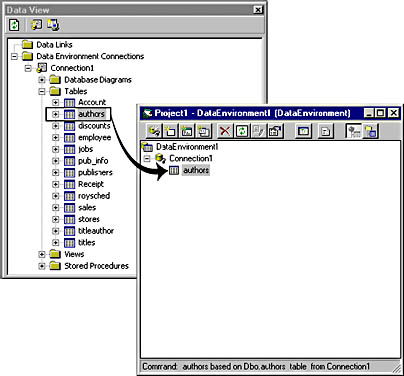 Data View
Data Links
Data Environment Connections
Connection1
Database Diagrams
Tables
Account
authors
discounts
employee
jobs
pub_info
publishers
Receipt
roysched
sales
stores
titleauthor
titles
Views
Stored Procedures
Project1 - DataEnvironment1 (DataEnvironment)
DataEnvironment1
Connection1
authors
Command: authors based on Dbo.authors table from Connection1